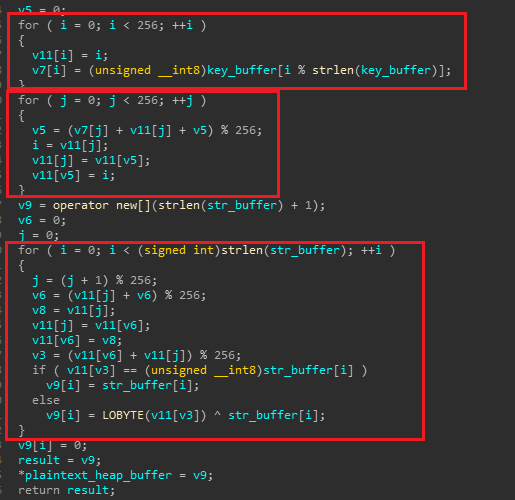 v5 = 0;
for ( i = 0; i < 256; ++i )
{
v11[i] = i;
v7[i] = (unsigned __int8)key_buffer[i % strlen(key_buffer)];
}
for ( j = 0; j < 256; ++j )
{
v5 = (v7[j] + v11[j] + v5) % 256;
i = v11[j];
v11[j] = v11[v5];
v11[v5] = i;
}
v9 = operator new[](strlen(str_buffer) + 1);
v6 = 0;
j = 0;
for ( i = 0; i < (signed int)strlen(str_buffer); ++i )
{
j = (j + 1) % 256;
v6 = (v11[j] + v6) % 256;
v8 = v11[j];
v11[j] = v11[v6];
v11[v6] = v8;
v3 = (v11[v6] + v11[j]) % 256;
if ( v11[v3] == (unsigned __int8)str_buffer[i] )
v9[i] = str_buffer[i];
else
v9[i] = LOBYTE(v11[v3]) ^ str_buffer[i];
}
v9[i] = 0;
result = v9;
*plaintext_heap_buffer = v9;
return result;